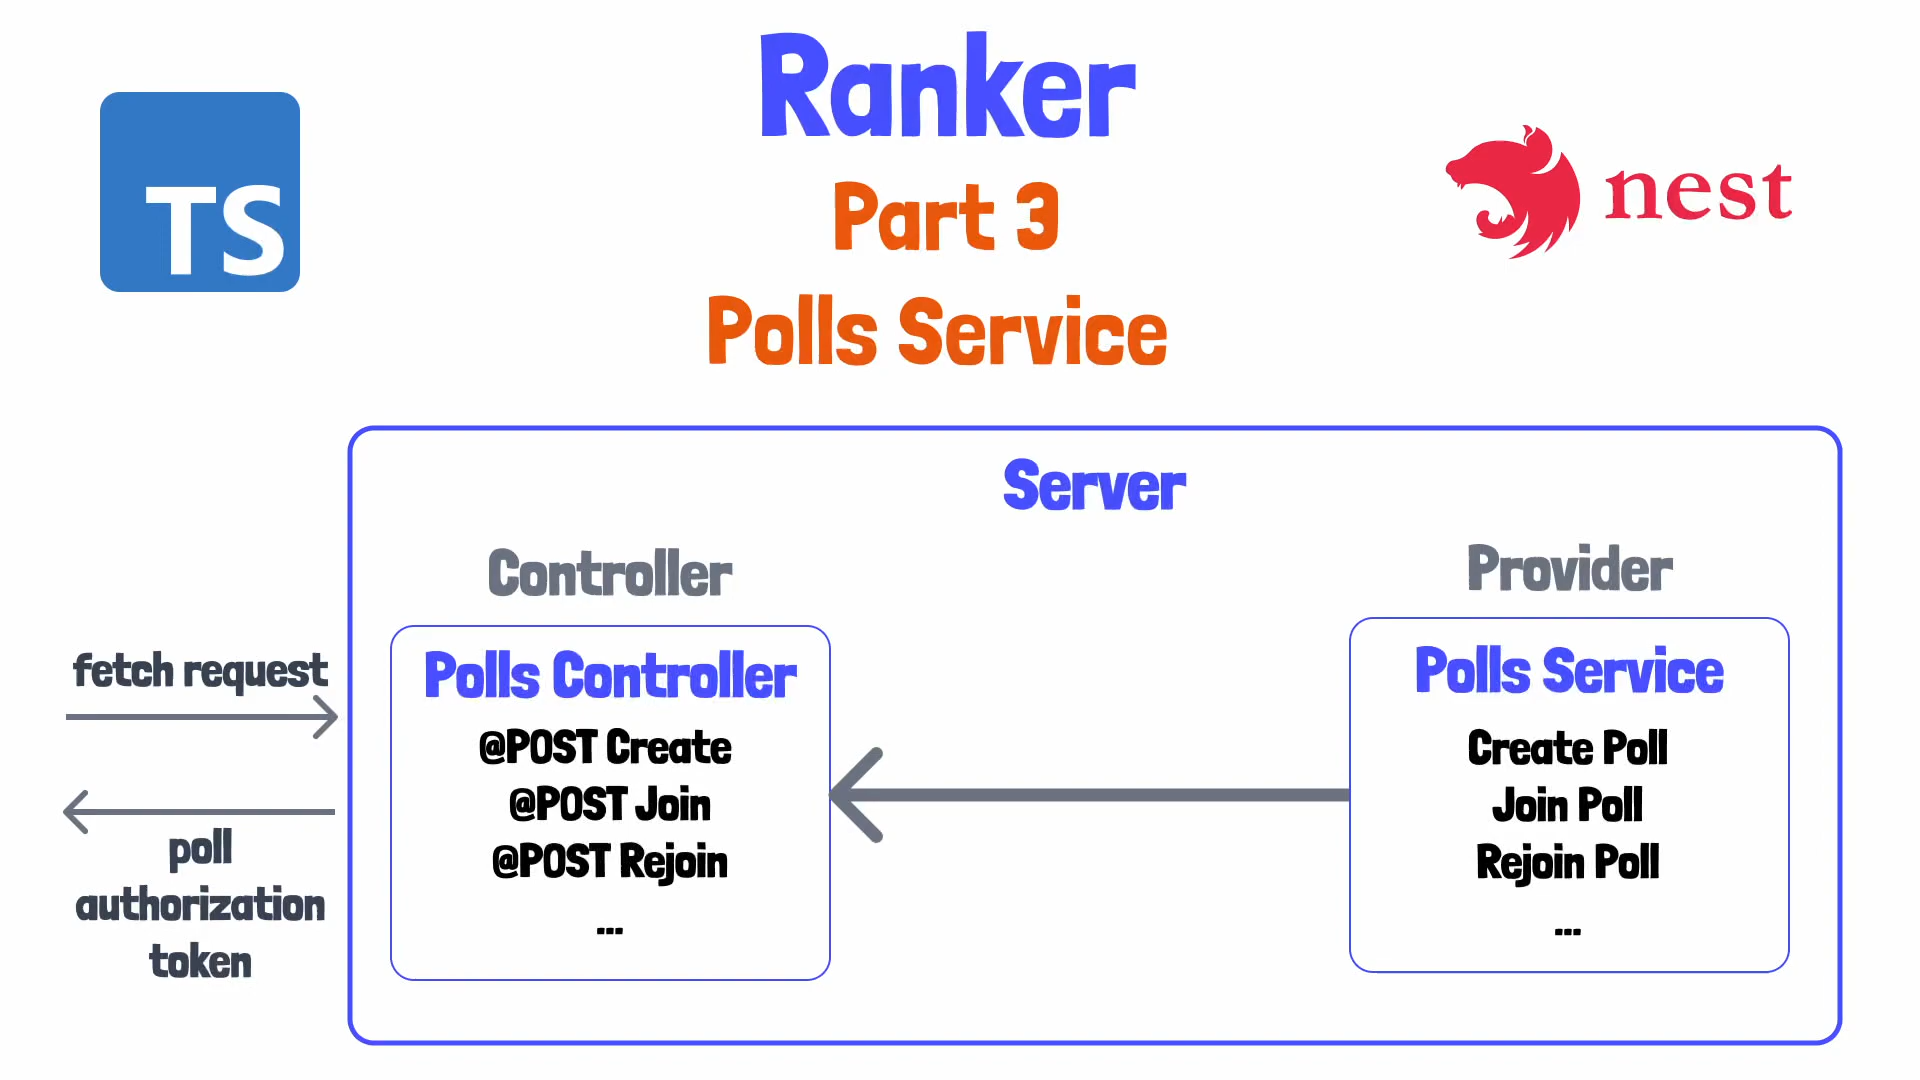 Ranker
Part 3
Polls Service
TS
nest
Server
Controller
Provider
fetch request
poll
authorization
token
Polls Controller
@POST Create
@POST Join
@POST Rejoin
...
Polls Service
Create Poll
Join Poll
Rejoin Poll
...